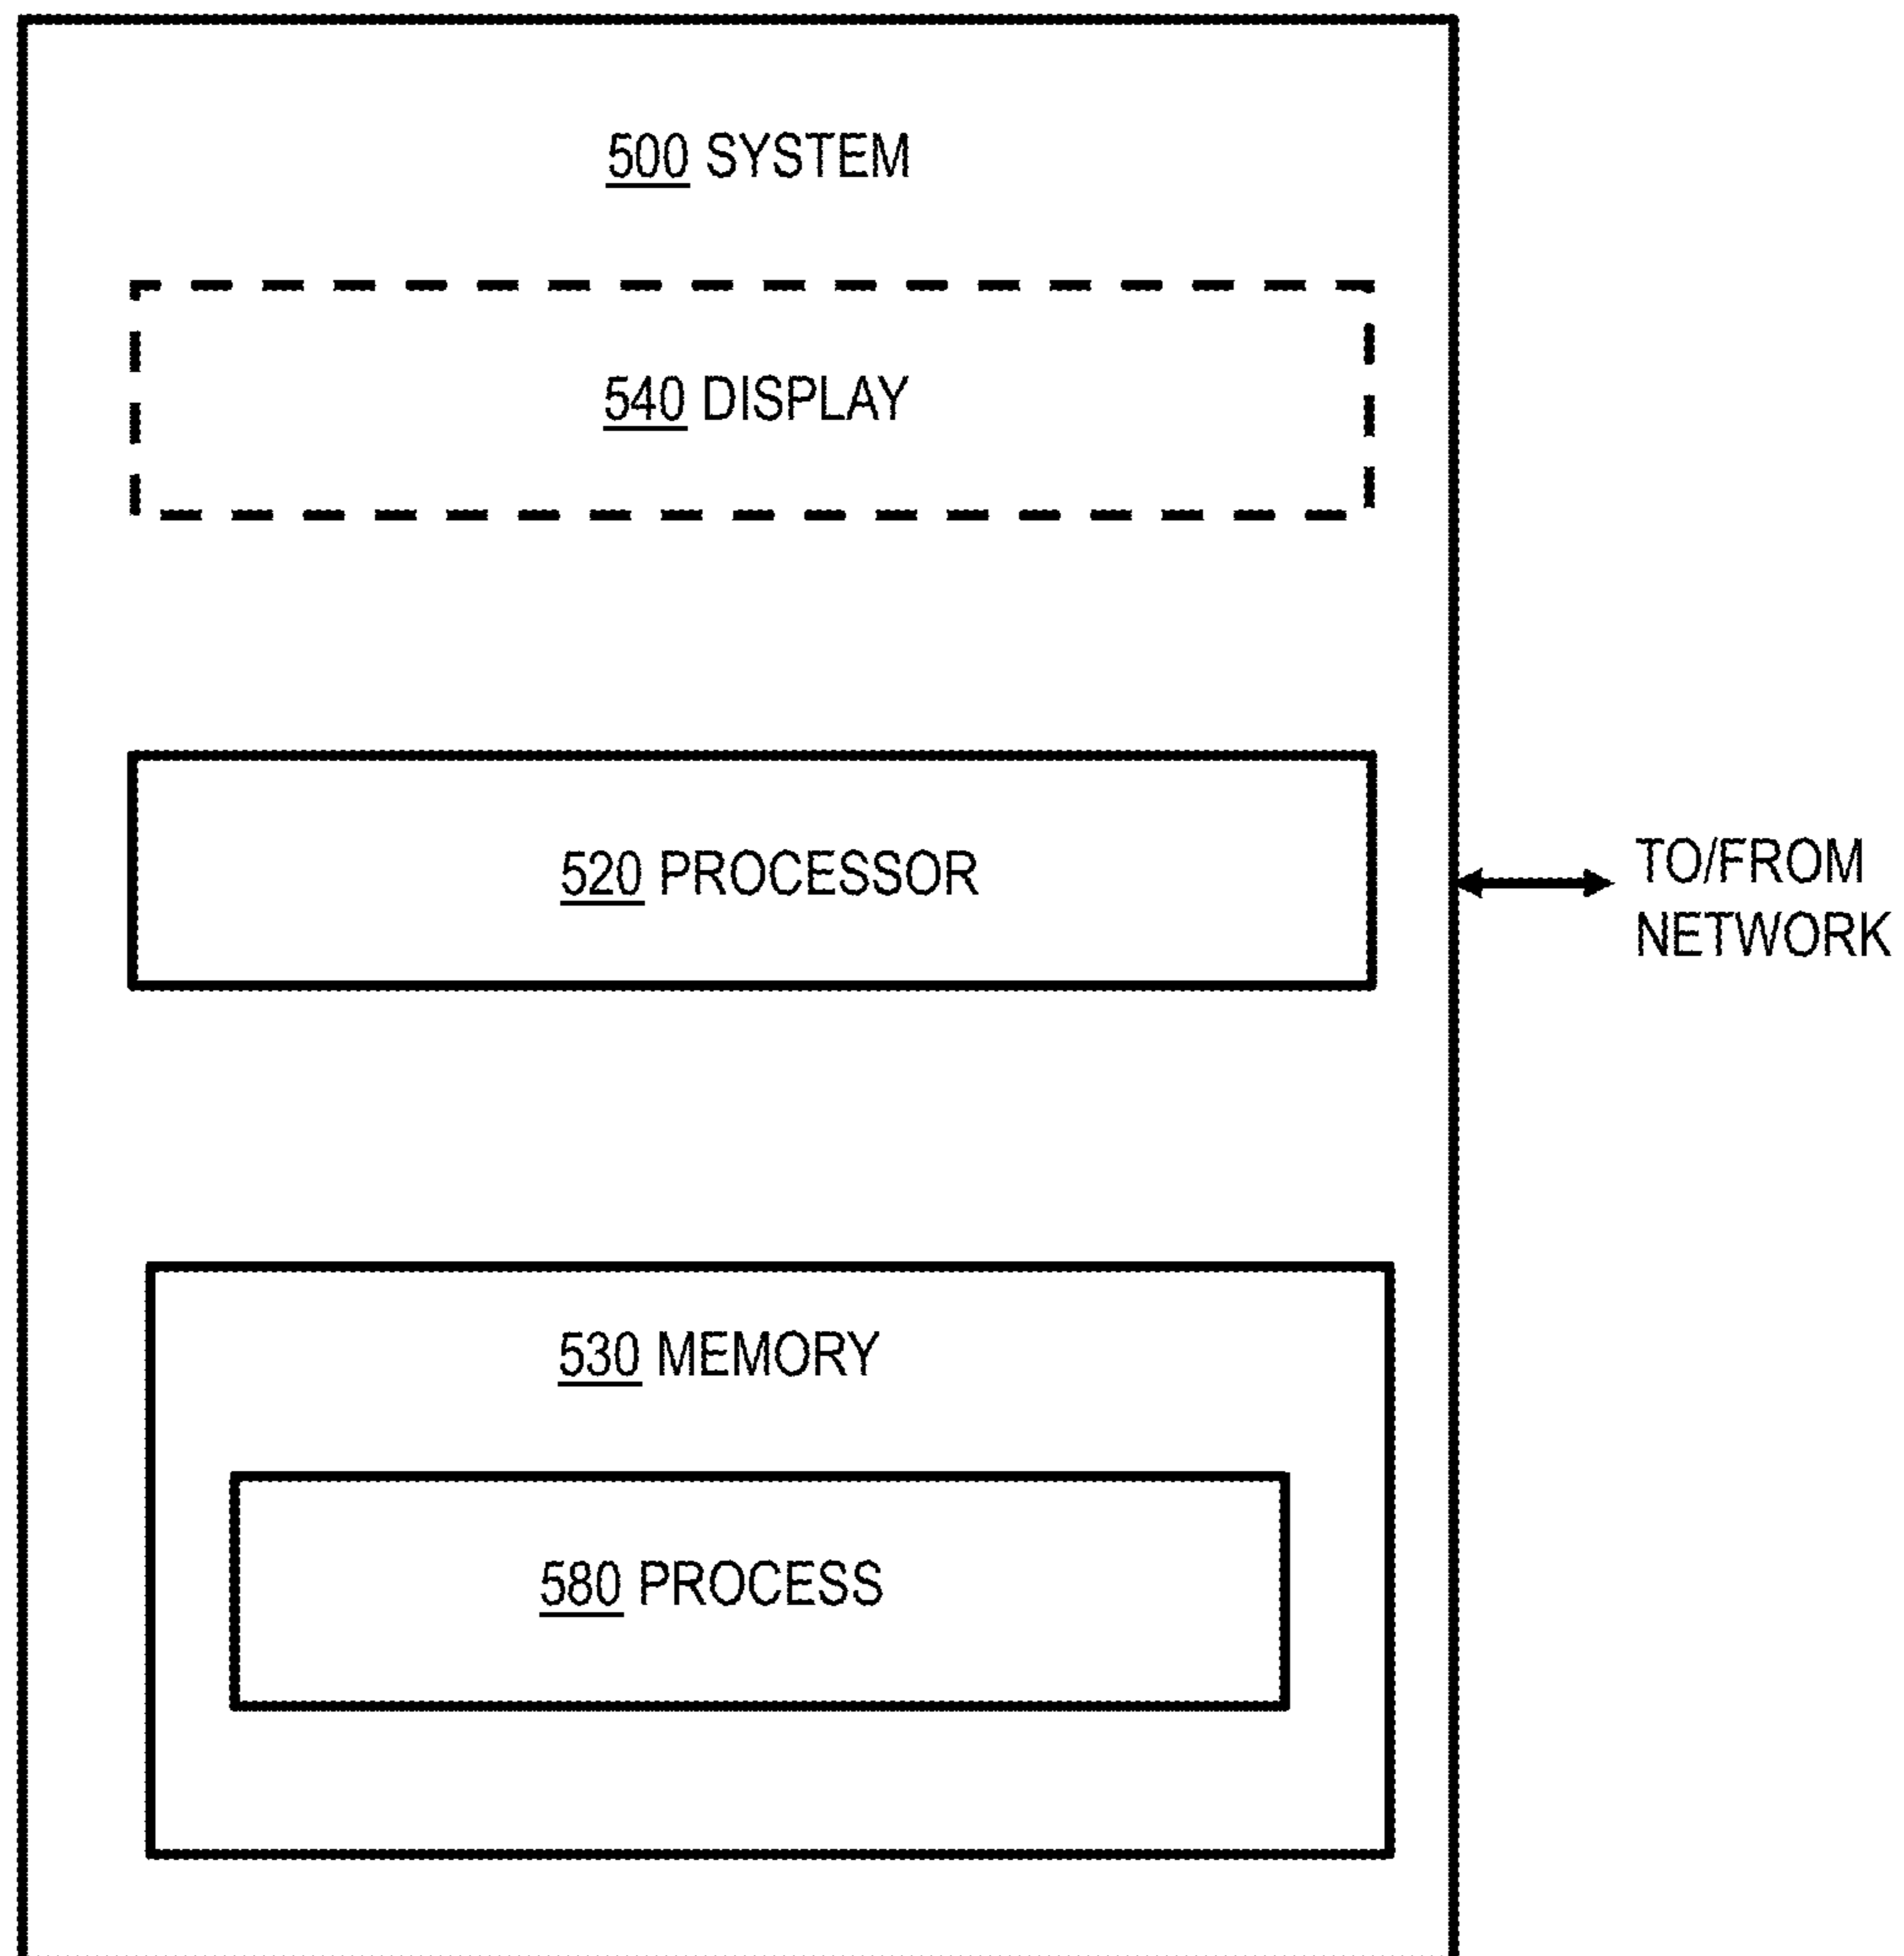 500 SYSTEM
540 DISPLAY
520 PROCESSOR
TO/FROM
NETWORK
530 MEMORY
580 PROCESS